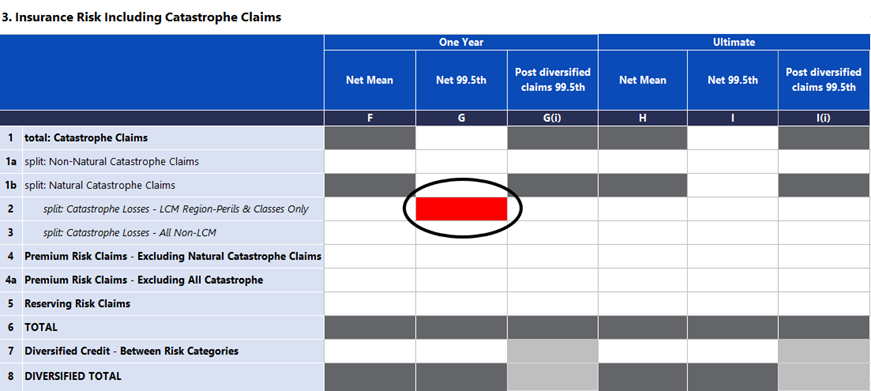 3. Insurance Risk Including Catastrophe Claims
One Year Ultimate
Net Mean Net 99.5th Post diversified claims 99.5th Net Mean Net 99.5th Post diversified claims 99.5th
F G G(i) H I I(i)
1 total: Catastrophe Claims
1a split: Non-Natural Catastrophe Claims
1b split: Natural Catastrophe Claims
2 split: Catastrophe Losses - LCM Region-Perils & Classes Only
3 split: Catastrophe Losses - All Non-LCM
4 Premium Risk Claims - Excluding Natural Catastrophe Claims
4a Premium Risk Claims - Excluding All Catastrophe
5 Reserving Risk Claims
6 TOTAL
7 Diversified Credit - Between Risk Categories
8 DIVERSIFIED TOTAL